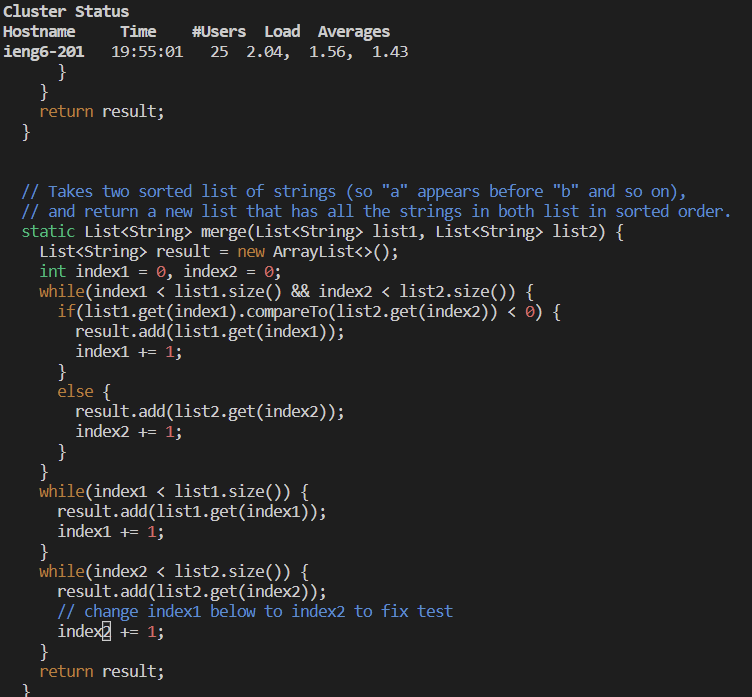 Cluster Status
Hostname     Time    #Users  Load  Averages
ieng6-201   19:55:01   25  2.04,  1.56,  1.43
      }
    }
    return result;
  }


  // Takes two sorted list of strings (so "a" appears before "b" and so on),
  // and return a new list that has all the strings in both list in sorted order.
  static List<String> merge(List<String> list1, List<String> list2) {
    List<String> result = new ArrayList<>();
    int index1 = 0, index2 = 0;
    while(index1 < list1.size() && index2 < list2.size()) {
      if(list1.get(index1).compareTo(list2.get(index2)) < 0) {
        result.add(list1.get(index1));
        index1 += 1;
      }
      else {
        result.add(list2.get(index2));
        index2 += 1;
      }
    }
    while(index1 < list1.size()) {
      result.add(list1.get(index1));
      index1 += 1;
    }
    while(index2 < list2.size()) {
      result.add(list2.get(index2));
      // change index1 below to index2 to fix test
      index2 += 1;
    }
    return result;
  }